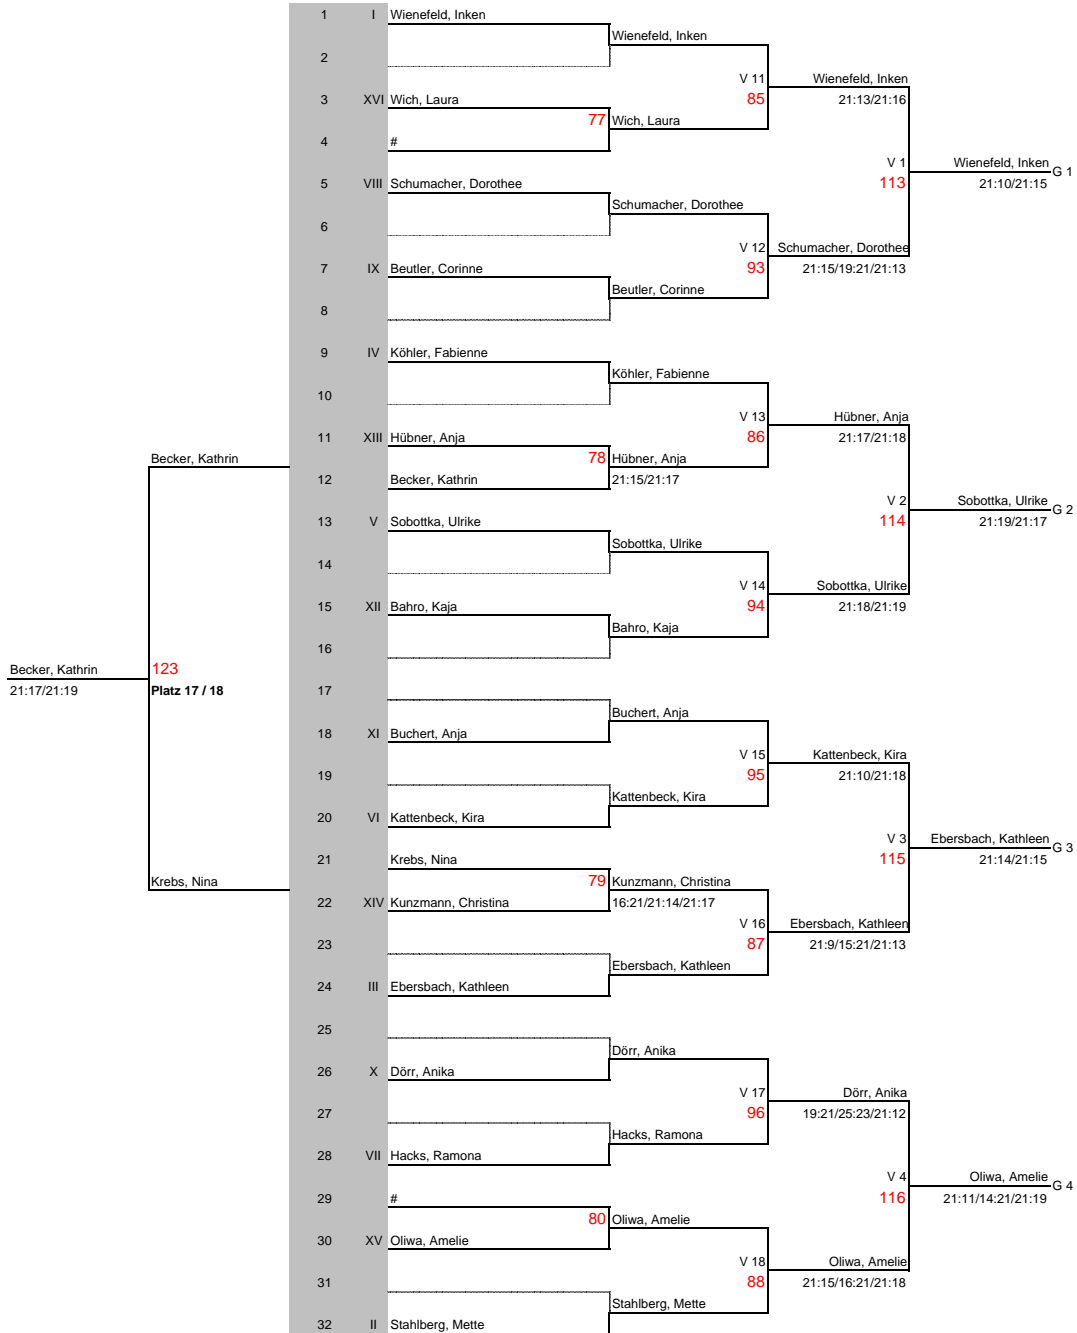 1 I Wienefeld, Inken
Wienefeld, Inken
2
V 11 Wienefeld, Inken
3 XVI Wich, Laura 85 21:13/21:16
77 Wich, Laura
4 #
V 1 Wienefeld, Inken G 1
5 VIII Schumacher, Dorothee 113 21:10/21:15
Schumacher, Dorothee
6
V 12 Schumacher, Dorothee
7 IX Beutler, Corinne 93 21:15/19:21/21:13
Beutler, Corinne
8
9 IV Köhler, Fabienne
Köhler, Fabienne
10
V 13 Hübner, Anja
11 XIII Hübner, Anja 86 21:17/21:18
Becker, Kathrin 78 Hübner, Anja
12 Becker, Kathrin 21:15/21:17
V 2 Sobottka, Ulrike G 2
13 V Sobottka, Ulrike 114 21:19/21:17
Sobottka, Ulrike
14
V 14 Sobottka, Ulrike
15 XII Bahro, Kaja 94 21:18/21:19
Bahro, Kaja
16
Becker, Kathrin 123
21:17/21:19 Platz 17 / 18 17
Buchert, Anja
18 XI Buchert, Anja
V 15 Kattenbeck, Kira
19 95 21:10/21:18
Kattenbeck, Kira
20 VI Kattenbeck, Kira
V 3 Ebersbach, Kathleen G 3
21 Krebs, Nina 115 21:14/21:15
Krebs, Nina 79 Kunzmann, Christina
22 XIV Kunzmann, Christina 16:21/21:14/21:17
V 16 Ebersbach, Kathleen
23 87 21:9/15:21/21:13
Ebersbach, Kathleen
24 III Ebersbach, Kathleen
25
Dörr, Anika
26 X Dörr, Anika
V 17 Dörr, Anika
27 96 19:21/25:23/21:12
Hacks, Ramona
28 VII Hacks, Ramona
V 4 Oliwa, Amelie G 4
29 # 116 21:11/14:21/21:19
80 Oliwa, Amelie
30 XV Oliwa, Amelie
V 18 Oliwa, Amelie
31 88 21:15/16:21/21:18
Stahlberg, Mette
32 II Stahlberg, Mette